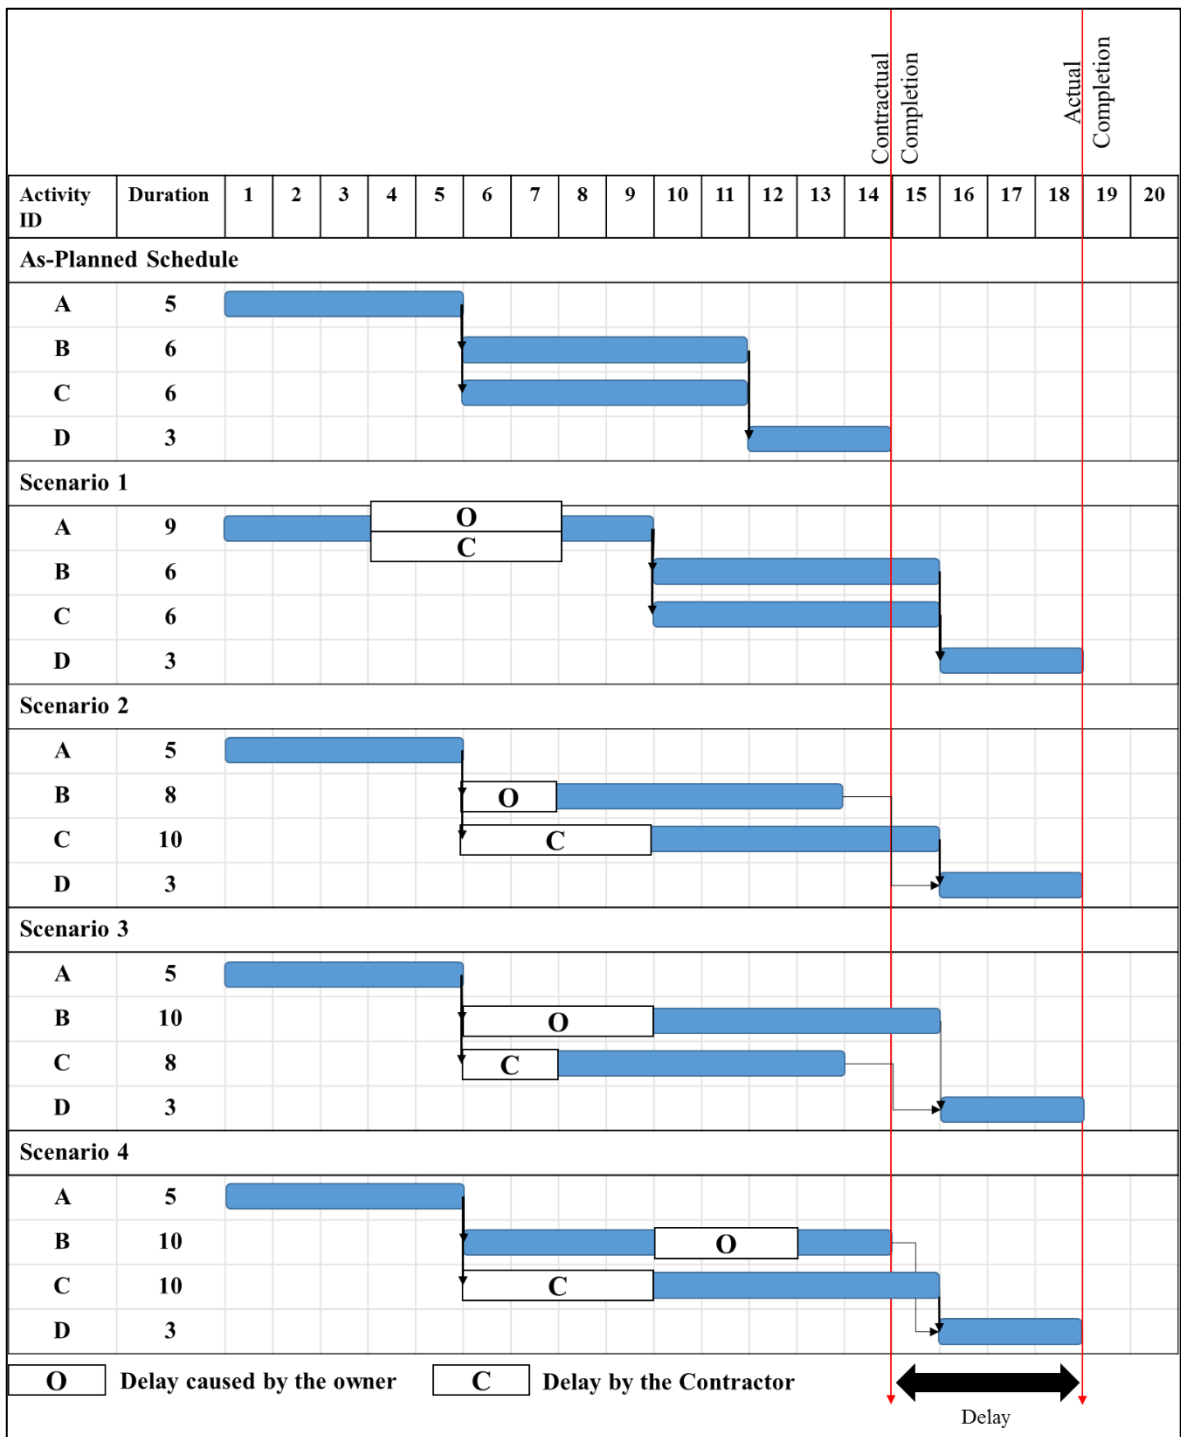 Contractual
Completion
Actual
Completion
Activity ID Duration 1 2 3 4 5 6 7 8 9 10 11 12 13 14 15 16 17 18 19 20
As-Planned Schedule
A 5
B 6
C 6
D 3
Scenario 1
A 9 O
C
B 6
C 6
D 3
Scenario 2
A 5
B 8 O
C 10 C
D 3
Scenario 3
A 5
B 10 O
C 8 C
D 3
Scenario 4
A 5
B 10 O
C 10 C
D 3
O Delay caused by the owner C Delay by the Contractor
Delay